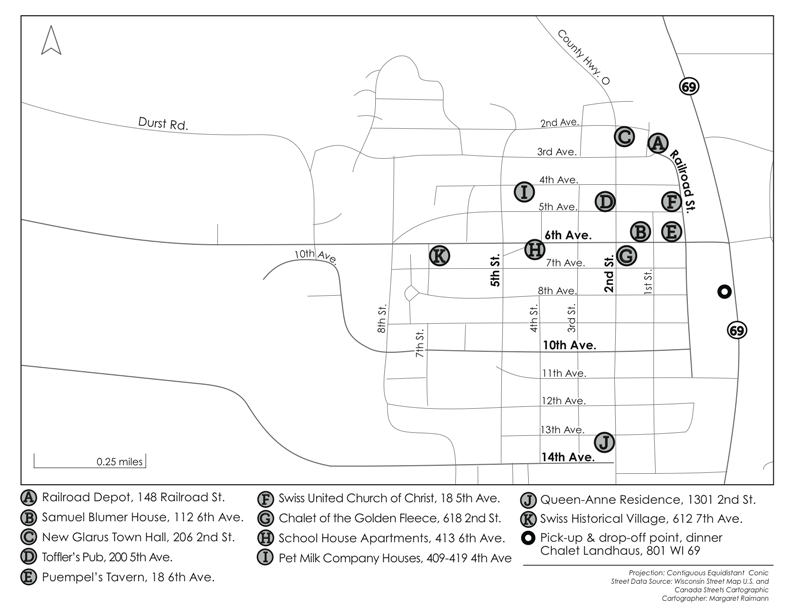 County Hwy. O
69
Durst Rd.
2nd Ave.
C
A
3rd Ave.
Railroad St.
4th Ave.
I
D
F
5th Ave.
6th Ave.
B
E
10th Ave.
K
H
G
7th Ave.
5th St.
2nd St.
1st St.
8th Ave.
8th St.
7th St.
4th St.
3rd St.
69
10th Ave.
11th Ave.
12th Ave.
13th Ave.
J
14th Ave.
0.25 miles
A Railroad Depot, 148 Railroad St.
B Samuel Blumer House, 112 6th Ave.
C New Glarus Town Hall, 206 2nd St.
D Toffler's Pub, 200 5th Ave.
E Puempel's Tavern, 18 6th Ave.
F Swiss United Church of Christ, 18 5th Ave.
G Chalet of the Golden Fleece, 618 2nd St.
H School House Apartments, 413 6th Ave.
I Pet Milk Company Houses, 409-419 4th Ave
J Queen-Anne Residence, 1301 2nd St.
K Swiss Historical Village, 612 7th Ave.
Pick-up & drop-off point, dinner
Chalet Landhaus, 801 WI 69
Projection: Contiguous Equidistant Conic
Street Data Source: Wisconsin Street Map U.S. and
Canada Streets Cartographic
Cartographer: Margaret Raimann